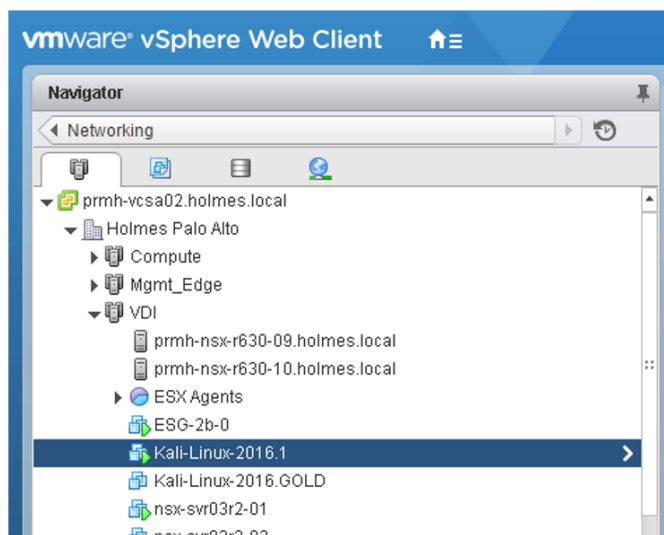 vmware® vSphere Web Client
Navigator
Networking
prmh-vcsa02.holmes.local
Holmes Palo Alto
Compute
Mgmt_Edge
VDI
prmh-nsx-r630-09.holmes.local
prmh-nsx-r630-10.holmes.local
ESX Agents
ESG-2b-0
Kali-Linux-2016.1
Kali-Linux-2016.GOLD
nsx-svr03r2-01